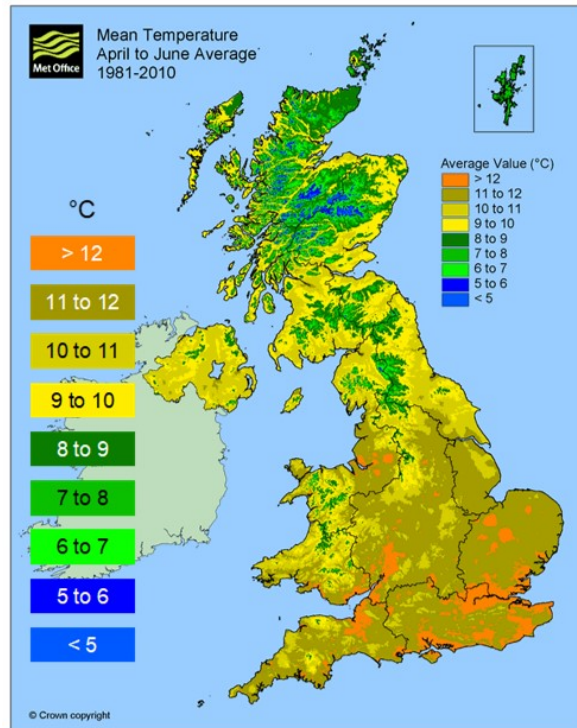 Met Office
Mean Temperature
April to June Average
1981-2010
°C
> 12
11 to 12
10 to 11
9 to 10
8 to 9
7 to 8
6 to 7
5 to 6
< 5
Average Value (°C)
> 12
11 to 12
10 to 11
9 to 10
8 to 9
7 to 8
6 to 7
5 to 6
< 5
© Crown copyright